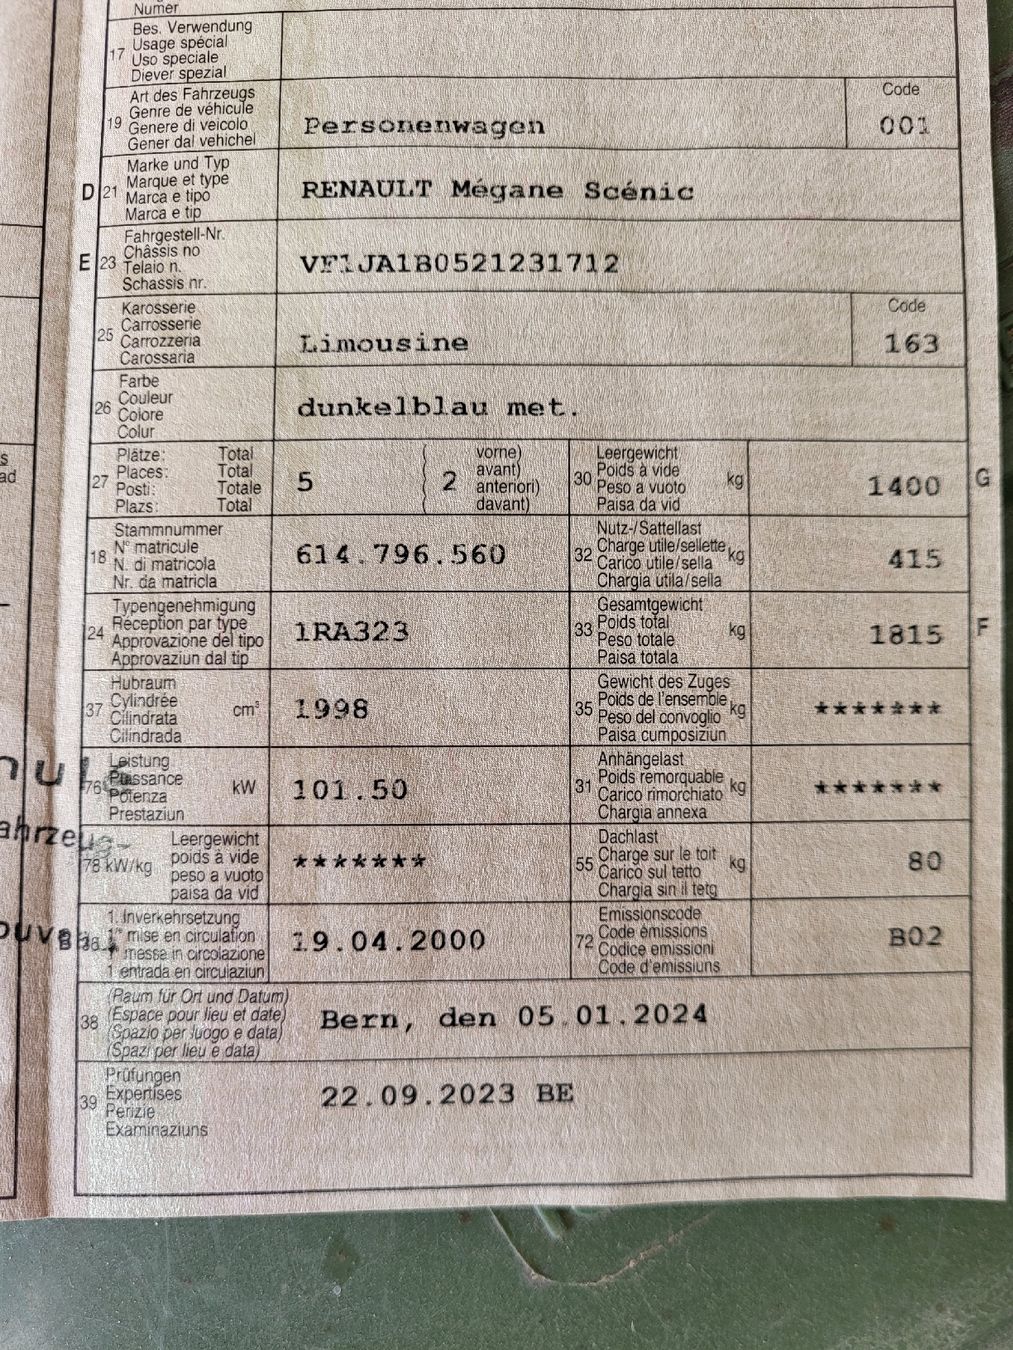 Numer
17 Bes. Verwendung
Usage spécial
Uso speciale
Diever spezial
19 Art des Fahrzeugs
Genre de véhicule
Genere di veicolo
Gener dal vehichel
Personenwagen
Code
001
D 21 Marke und Typ
Marque et type
Marca e tipo
Marca e tip
RENAULT Mégane Scénic
E 23 Fahrgestell-Nr.
Châssis no
Telaio n.
Schassis nr.
VF1JA1B0521231712
25 Karosserie
Carrosserie
Carrozzeria
Carossaria
Limousine
Code
163
26 Farbe
Couleur
Colore
Colur
dunkelblau met.
27 Plätze: Total
Places: Total
Posti: Totale
Plazs: Total
5
( 2 vorne)
avant)
anteriori)
davant)
30 Leergewicht
Poids à vide
Peso a vuoto
Paisa da vid
kg
1400
G
18 Stammnummer
N° matricule
N. di matricola
Nr. da matricla
614.796.560
32 Nutz-/Sattellast
Charge utile/sellette
Carico utile/sella
Chargia utila/sella
kg
415
24 Typengenehmigung
Réception par type
Approvazione del tipo
Approvaziun dal tip
1RA323
33 Gesamtgewicht
Poids total
Peso totale
Paisa totala
kg
1815
F
37 Hubraum
Cylindrée
Cilindrata
Cilindrada
cm³
1998
35 Gewicht des Zuges
Poids de l'ensemble
Peso del convoglio
Paisa cumposiziun
kg
*******
76 Leistung
Puissance
Potenza
Prestaziun
kW
101.50
31 Anhängelast
Poids remorquable
Carico rimorchiato
Chargia annexa
kg
*******
78 kW/kg
Leergewicht
poids à vide
peso a vuoto
paisa da vid
*******
55 Dachlast
Charge sur le toit
Carico sul tetto
Chargia sin il tetg
kg
80
B 36 1. Inverkehrsetzung
1re mise en circulation
1a messa in circolazione
1 entrada en circulaziun
19.04.2000
72 Emissionscode
Code émissions
Codice emissioni
Code d'emissiuns
B02
38 (Raum für Ort und Datum)
(Espace pour lieu et date)
(Spazio per luogo e data)
(Spazi per lieu e data)
Bern, den 05.01.2024
39 Prüfungen
Expertises
Perizie
Examinaziuns
22.09.2023 BE